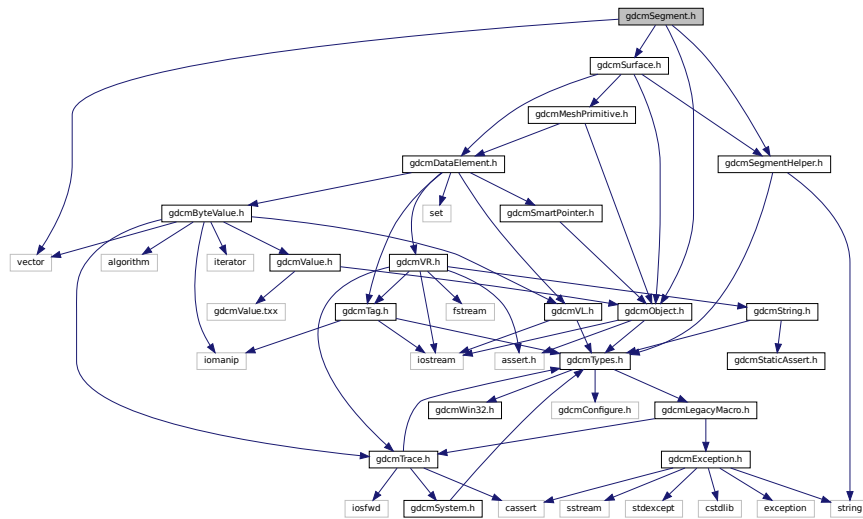 gdcmSegment.h
gdcmSurface.h
gdcmMeshPrimitive.h
gdcmDataElement.h
gdcmSegmentHelper.h
gdcmByteValue.h
set
gdcmSmartPointer.h
vector
algorithm
iterator
gdcmValue.h
gdcmVR.h
gdcmValue.txx
gdcmTag.h
fstream
gdcmVL.h
gdcmObject.h
gdcmString.h
iomanip
iostream
assert.h
gdcmTypes.h
gdcmStaticAssert.h
gdcmWin32.h
gdcmConfigure.h
gdcmLegacyMacro.h
gdcmTrace.h
gdcmException.h
iosfwd
gdcmSystem.h
cassert
sstream
stdexcept
cstdlib
exception
string